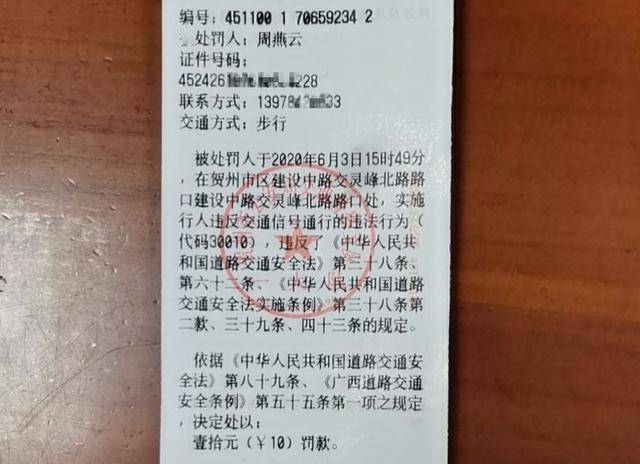 编号: 451100 1 70659234 2
处罚人: 周燕云
证件号码:
452426 228
联系方式: 13978 33
交通方式: 步行
被处罚人于2020年6月3日15时49分
, 在贺州市区建设中路交灵峰北路路
口建设中路交灵峰北路路口处, 实施
行人违反交通信号通行的违法行为(
代码30010), 违反了《中华人民共
和国道路交通安全法》第三十八条、
第六十二条、《中华人民共和国道路
交通安全法实施条例》第三十八条第
二款、三十九条、四十三条的规定。
依据《中华人民共和国道路交通安
全法》第八十九条、《广西道路交通
安全条例》第五十五条第一项之规定
, 决定处以:
壹拾元(￥10)罚款。